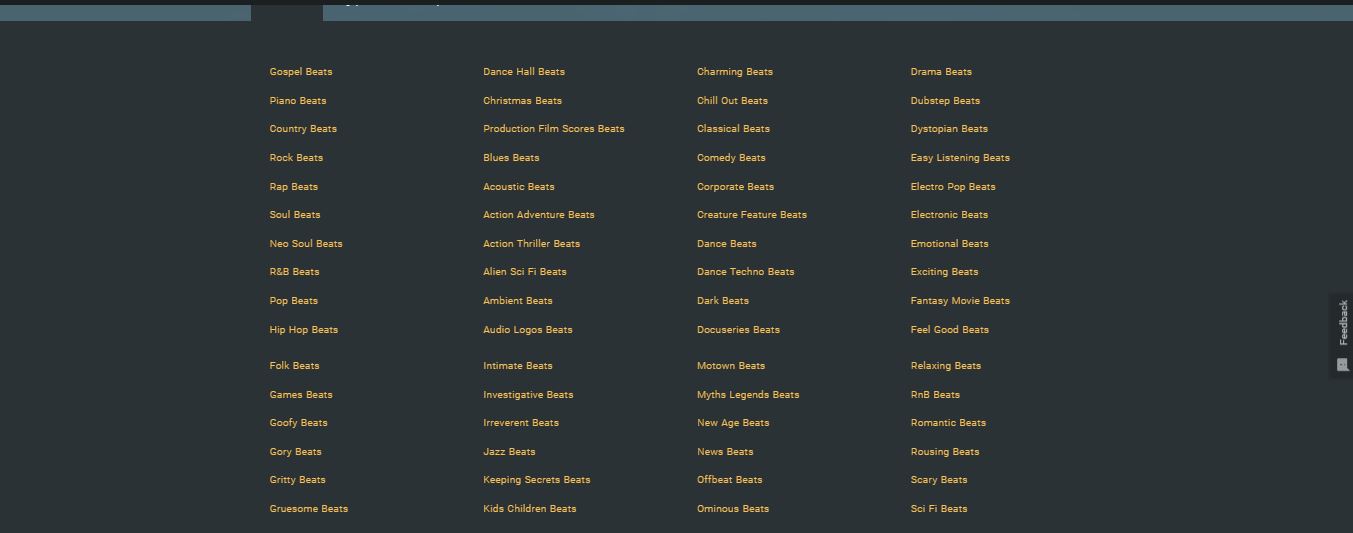 Gospel Beats
Piano Beats
Country Beats
Rock Beats
Rap Beats
Soul Beats
Neo Soul Beats
R&B Beats
Pop Beats
Hip Hop Beats
Dance Hall Beats
Christmas Beats
Production Film Scores Beats
Blues Beats
Acoustic Beats
Action Adventure Beats
Action Thriller Beats
Alien Sci Fi Beats
Ambient Beats
Audio Logos Beats
Charming Beats
Chill Out Beats
Classical Beats
Comedy Beats
Corporate Beats
Creature Feature Beats
Dance Beats
Dance Techno Beats
Dark Beats
Docuseries Beats
Drama Beats
Dubstep Beats
Dystopian Beats
Easy Listening Beats
Electro Pop Beats
Electronic Beats
Emotional Beats
Exciting Beats
Fantasy Movie Beats
Feel Good Beats
Folk Beats
Games Beats
Goofy Beats
Gory Beats
Gritty Beats
Gruesome Beats
Intimate Beats
Investigative Beats
Irreverent Beats
Jazz Beats
Keeping Secrets Beats
Kids Children Beats
Motown Beats
Myths Legends Beats
New Age Beats
News Beats
Offbeat Beats
Ominous Beats
Relaxing Beats
RnB Beats
Romantic Beats
Rousing Beats
Scary Beats
Sci Fi Beats
Feedback